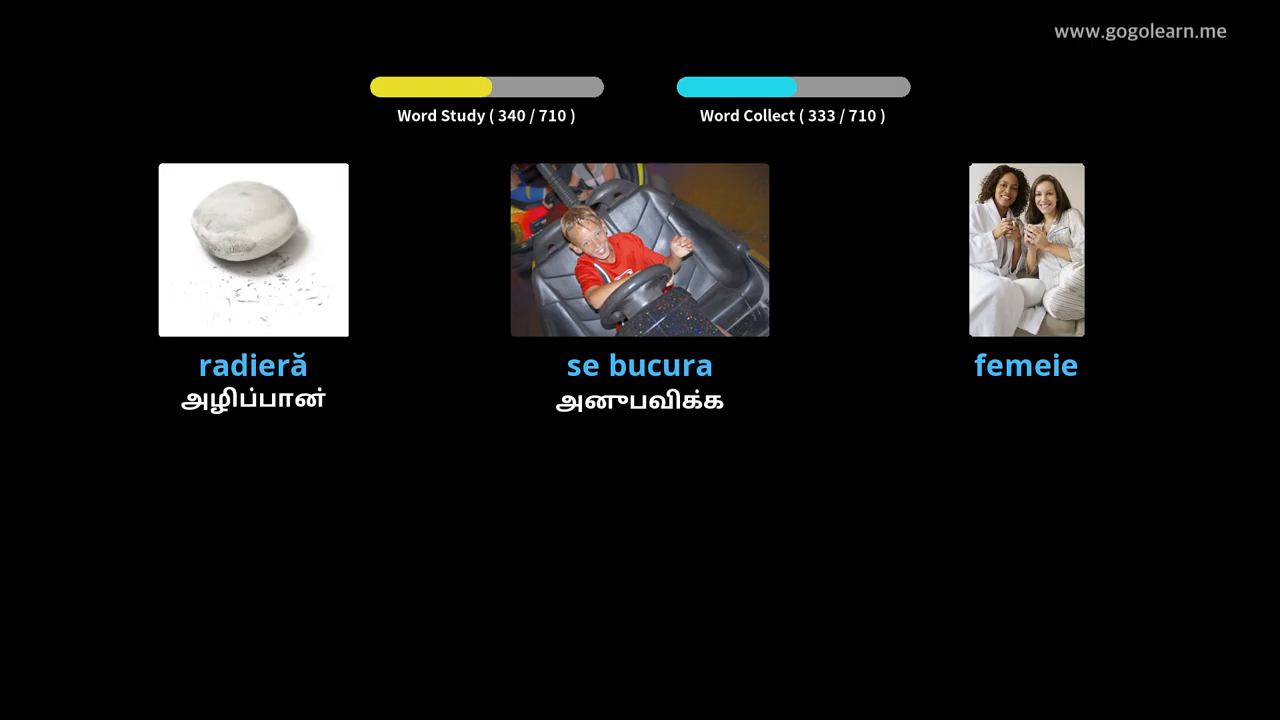 www.gogolearn.me
Word Study ( 340 / 710 )
Word Collect ( 333 / 710 )
radieră
se bucura
femeie
அழிப்பான்
அனுபவிக்க